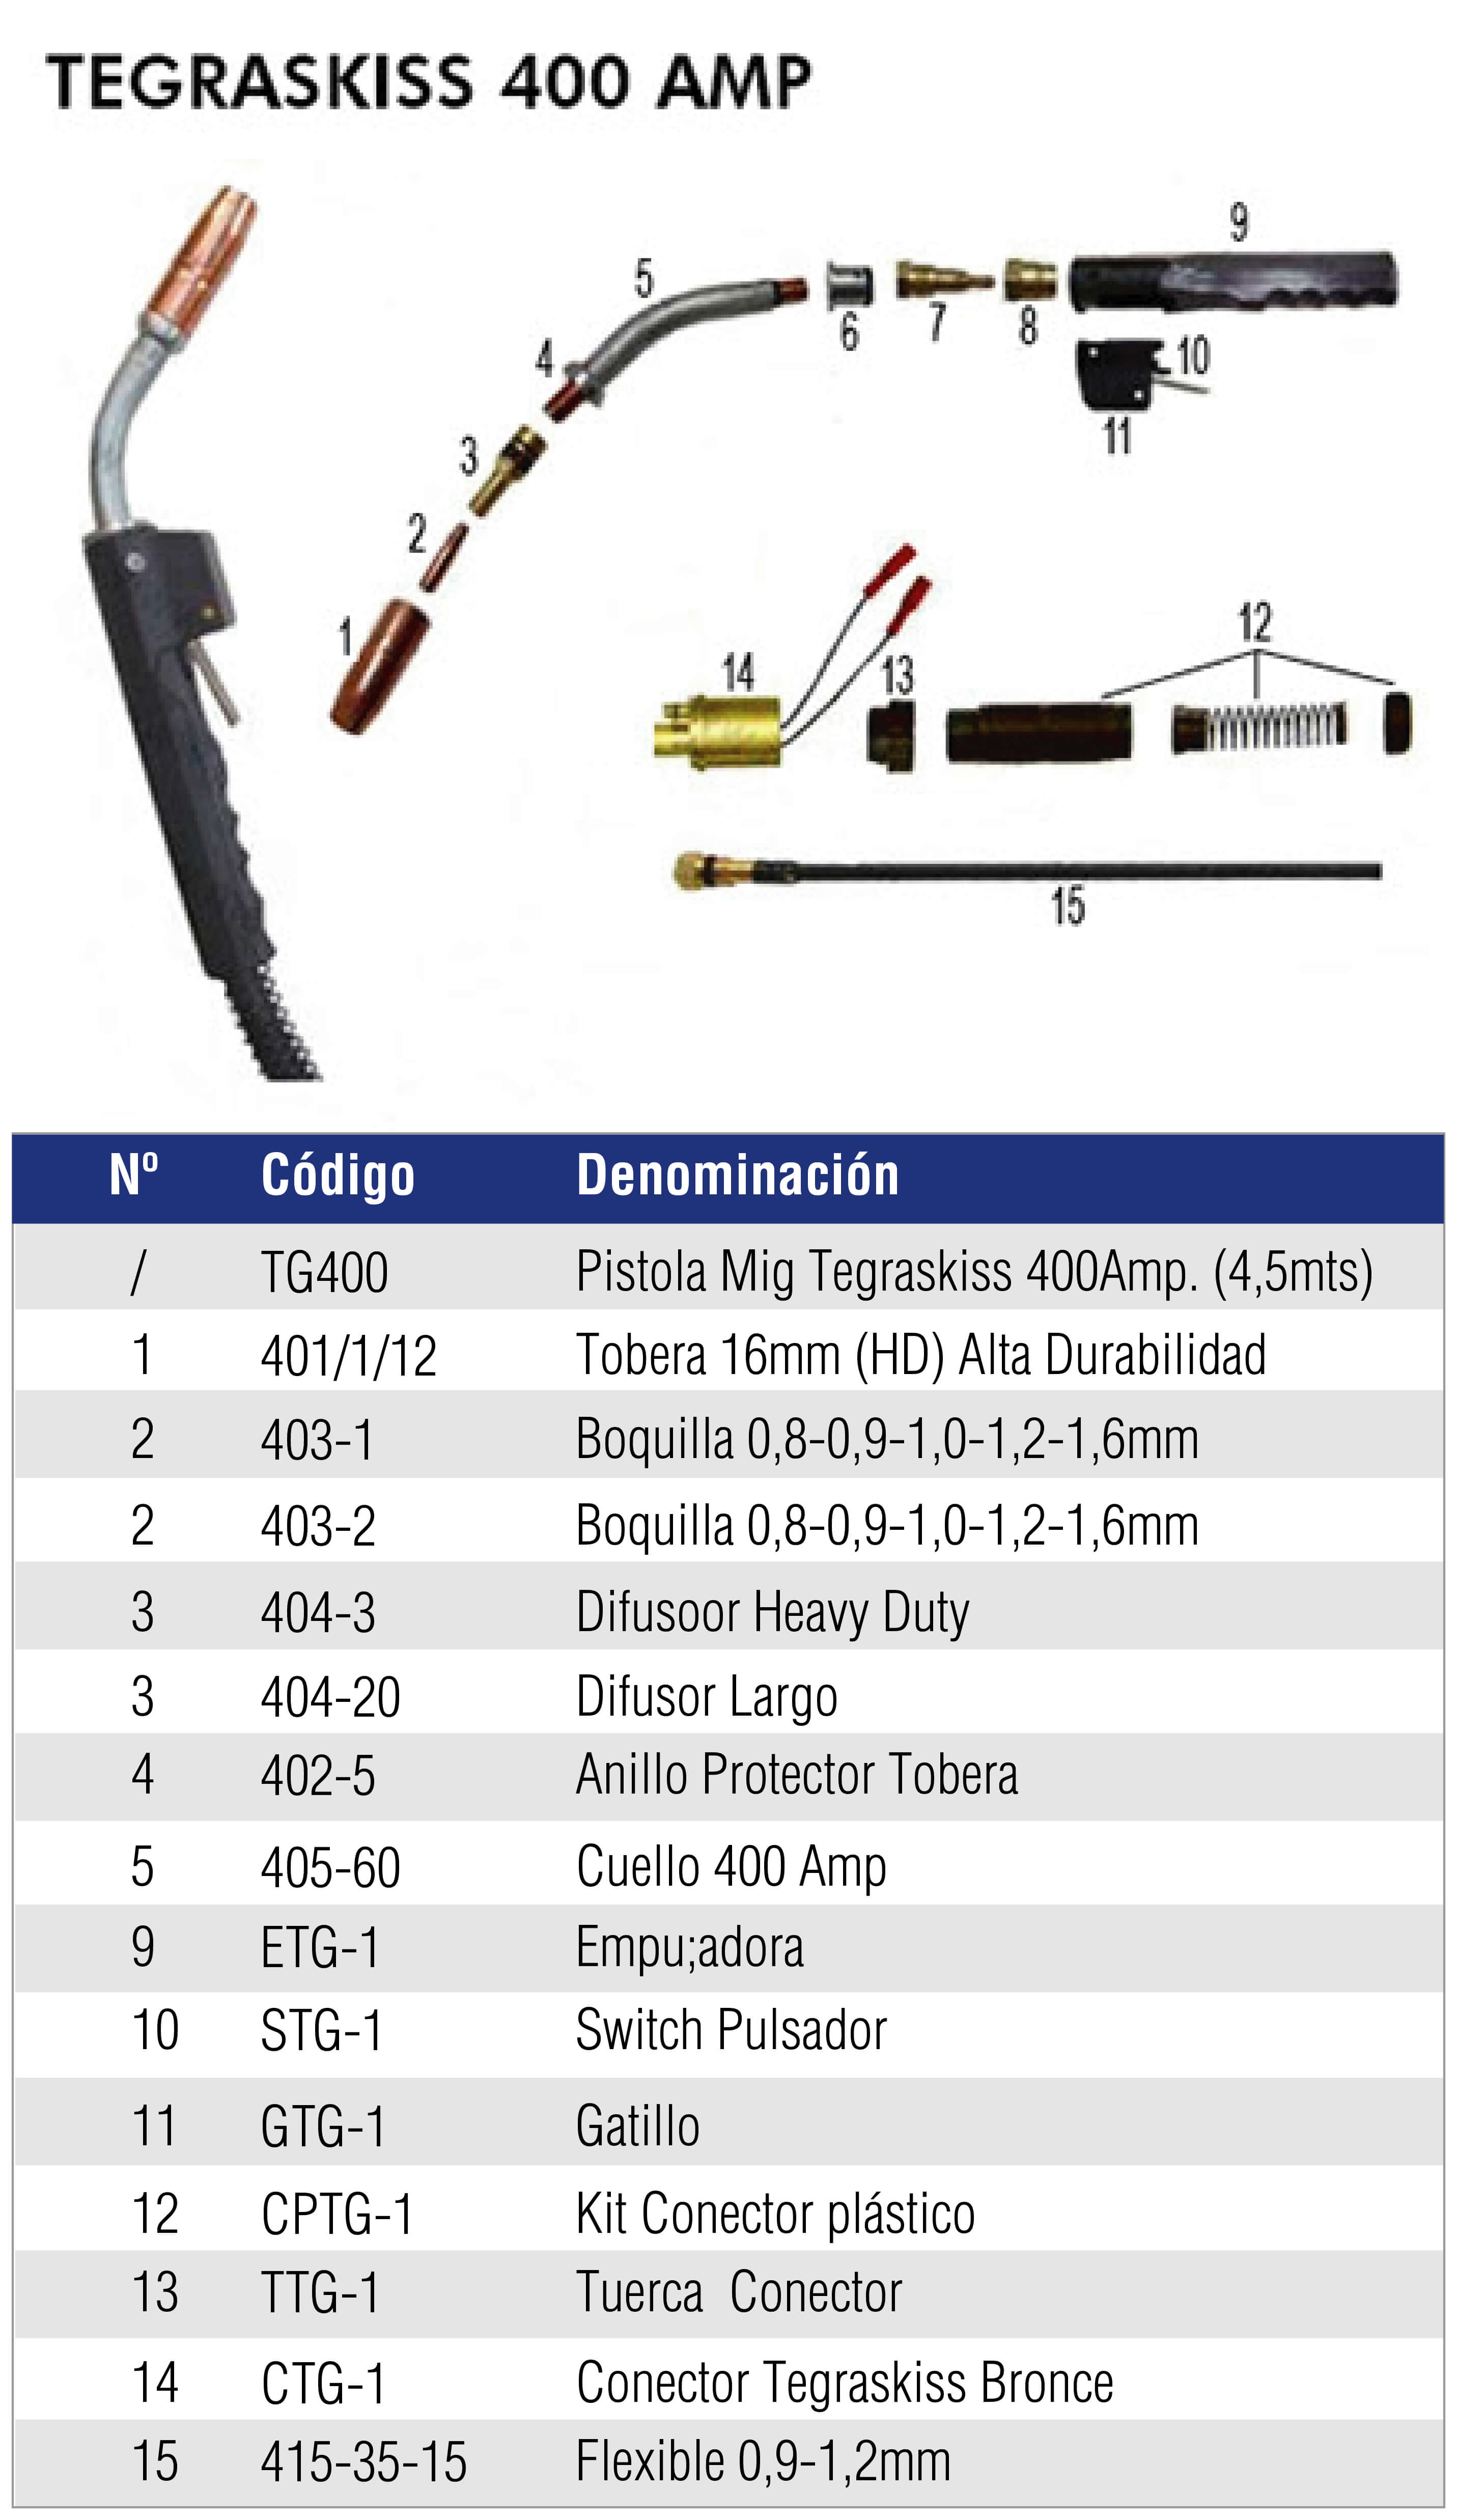 TEGRASKISS 400 AMP
9
5
6
7
8
4
10
11
3
2
1
12
14
13
15
Nº Código Denominación
/ TG400 Pistola Mig Tegraskiss 400Amp. (4,5mts)
1 401/1/12 Tobera 16mm (HD) Alta Durabilidad
2 403-1 Boquilla 0,8-0,9-1,0-1,2-1,6mm
2 403-2 Boquilla 0,8-0,9-1,0-1,2-1,6mm
3 404-3 Difusoor Heavy Duty
3 404-20 Difusor Largo
4 402-5 Anillo Protector Tobera
5 405-60 Cuello 400 Amp
9 ETG-1 Empu;adora
10 STG-1 Switch Pulsador
11 GTG-1 Gatillo
12 CPTG-1 Kit Conector plástico
13 TTG-1 Tuerca  Conector
14 CTG-1 Conector Tegraskiss Bronce
15 415-35-15 Flexible 0,9-1,2mm